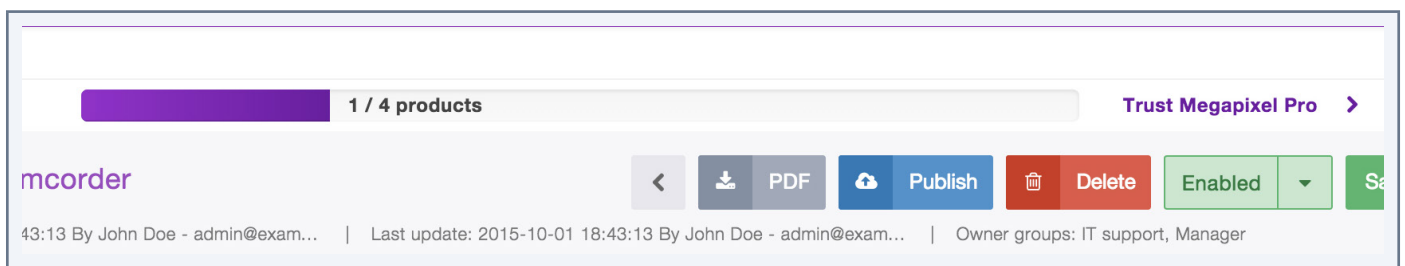 1 / 4 products Trust Megapixel Pro
mcorder PDF Publish Delete Enabled Sa
43:13 By John Doe - admin@exam... | Last update: 2015-10-01 18:43:13 By John Doe - admin@exam... | Owner groups: IT support, Manager